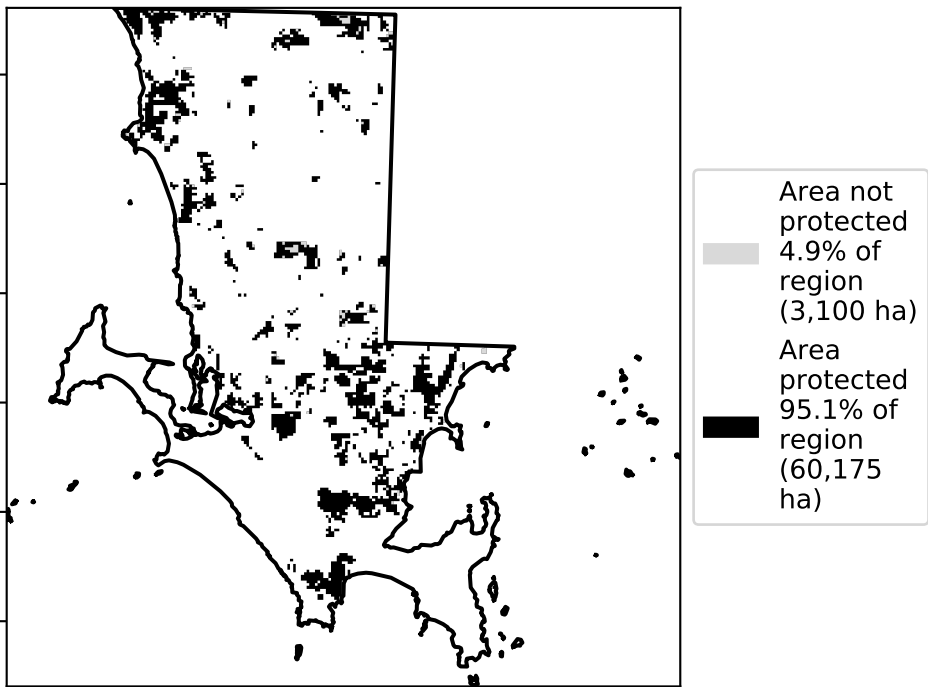 Area not
protected
4.9% of
region
(3,100 ha)
Area
protected
95.1% of
region
(60,175
ha)